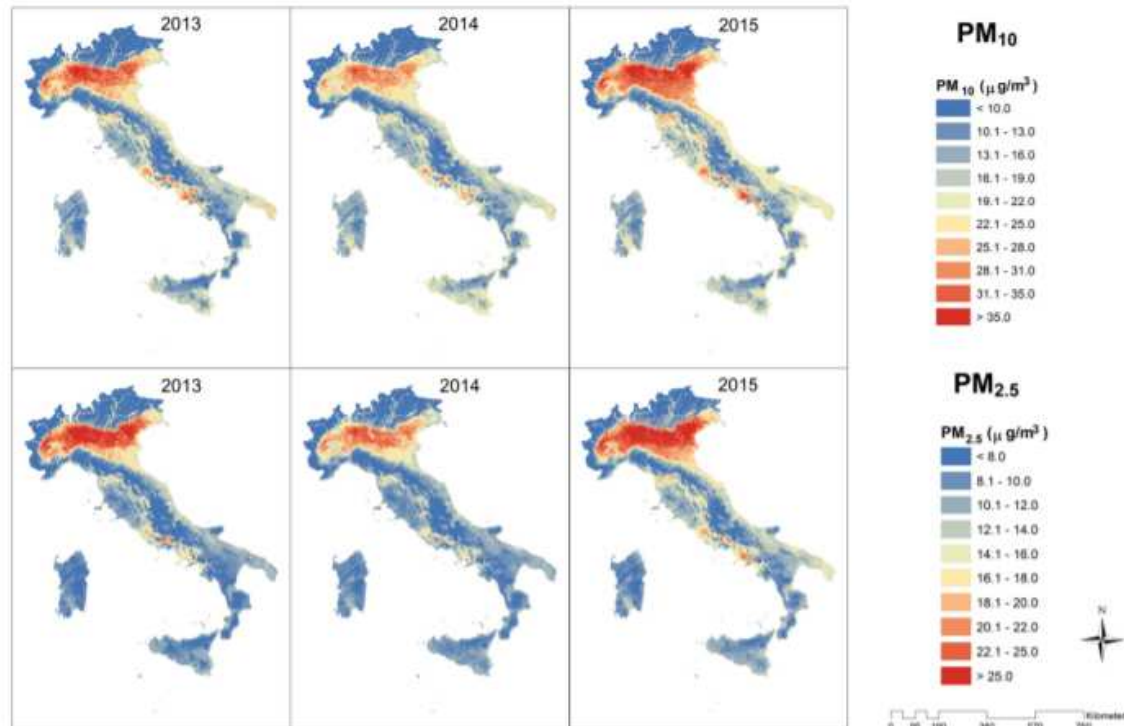 2013
2014
2015
PM10
PM 10 (μ g/m3)
< 10.0
10.1 - 13.0
13.1 - 16.0
16.1 - 19.0
19.1 - 22.0
22.1 - 25.0
25.1 - 28.0
28.1 - 31.0
31.1 - 35.0
> 35.0
2013
2014
2015
PM2.5
PM2.5 (μ g/m3)
< 8.0
8.1 - 10.0
10.1 - 12.0
12.1 - 14.0
14.1 - 16.0
16.1 - 18.0
18.1 - 20.0
20.1 - 22.0
22.1 - 25.0
> 25.0
N